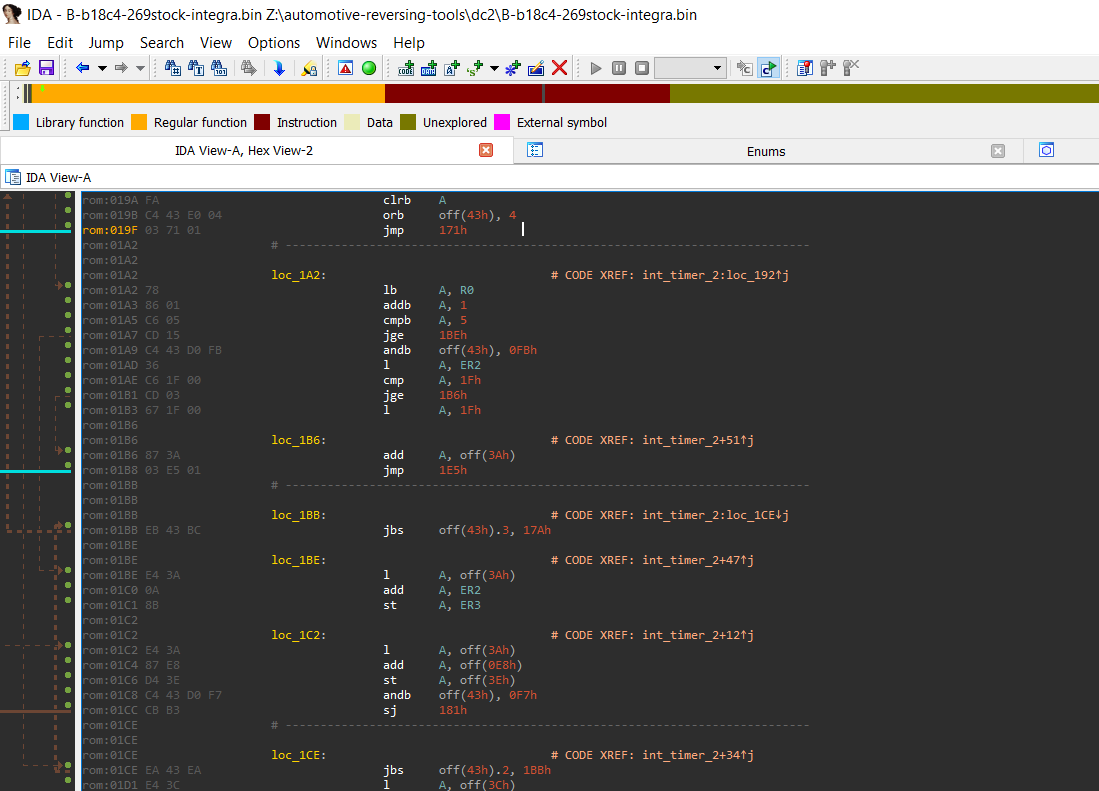 IDA - B-b18c4-269stock-integra.bin Z:\automotive-reversing-tools\dc2\B-b18c4-269stock-integra.bin
File Edit Jump Search View Options Windows Help
Library function Regular function Instruction Data Unexplored External symbol
IDA View-A, Hex View-2 Enums
IDA View-A
rom:019A FA clrb A
rom:019B C4 43 E0 04 orb off(43h), 4
rom:019F 03 71 01 jmp 171h
rom:01A2 # ---------------------------------------------------------------------------
rom:01A2
rom:01A2 loc_1A2: # CODE XREF: int_timer_2:loc_192↑j
rom:01A2 78 lb A, R0
rom:01A3 86 01 addb A, 1
rom:01A5 C6 05 cmpb A, 5
rom:01A7 CD 15 jge 1BEh
rom:01A9 C4 43 D0 FB andb off(43h), 0FBh
rom:01AD 36 l A, ER2
rom:01AE C6 1F 00 cmp A, 1Fh
rom:01B1 CD 03 jge 1B6h
rom:01B3 67 1F 00 l A, 1Fh
rom:01B6
rom:01B6 loc_1B6: # CODE XREF: int_timer_2+51↑j
rom:01B6 87 3A add A, off(3Ah)
rom:01B8 03 E5 01 jmp 1E5h
rom:01BB # ---------------------------------------------------------------------------
rom:01BB
rom:01BB loc_1BB: # CODE XREF: int_timer_2:loc_1CE↓j
rom:01BB EB 43 BC jbs off(43h).3, 17Ah
rom:01BE
rom:01BE loc_1BE: # CODE XREF: int_timer_2+47↑j
rom:01BE E4 3A l A, off(3Ah)
rom:01C0 0A add A, ER2
rom:01C1 8B st A, ER3
rom:01C2
rom:01C2 loc_1C2: # CODE XREF: int_timer_2+12↑j
rom:01C2 E4 3A l A, off(3Ah)
rom:01C4 87 E8 add A, off(0E8h)
rom:01C6 D4 3E st A, off(3Eh)
rom:01C8 C4 43 D0 F7 andb off(43h), 0F7h
rom:01CC CB B3 sj 181h
rom:01CE # ---------------------------------------------------------------------------
rom:01CE
rom:01CE loc_1CE: # CODE XREF: int_timer_2+34↑j
rom:01CE EA 43 EA jbs off(43h).2, 1BBh
rom:01D1 E4 3C l A, off(3Ch)